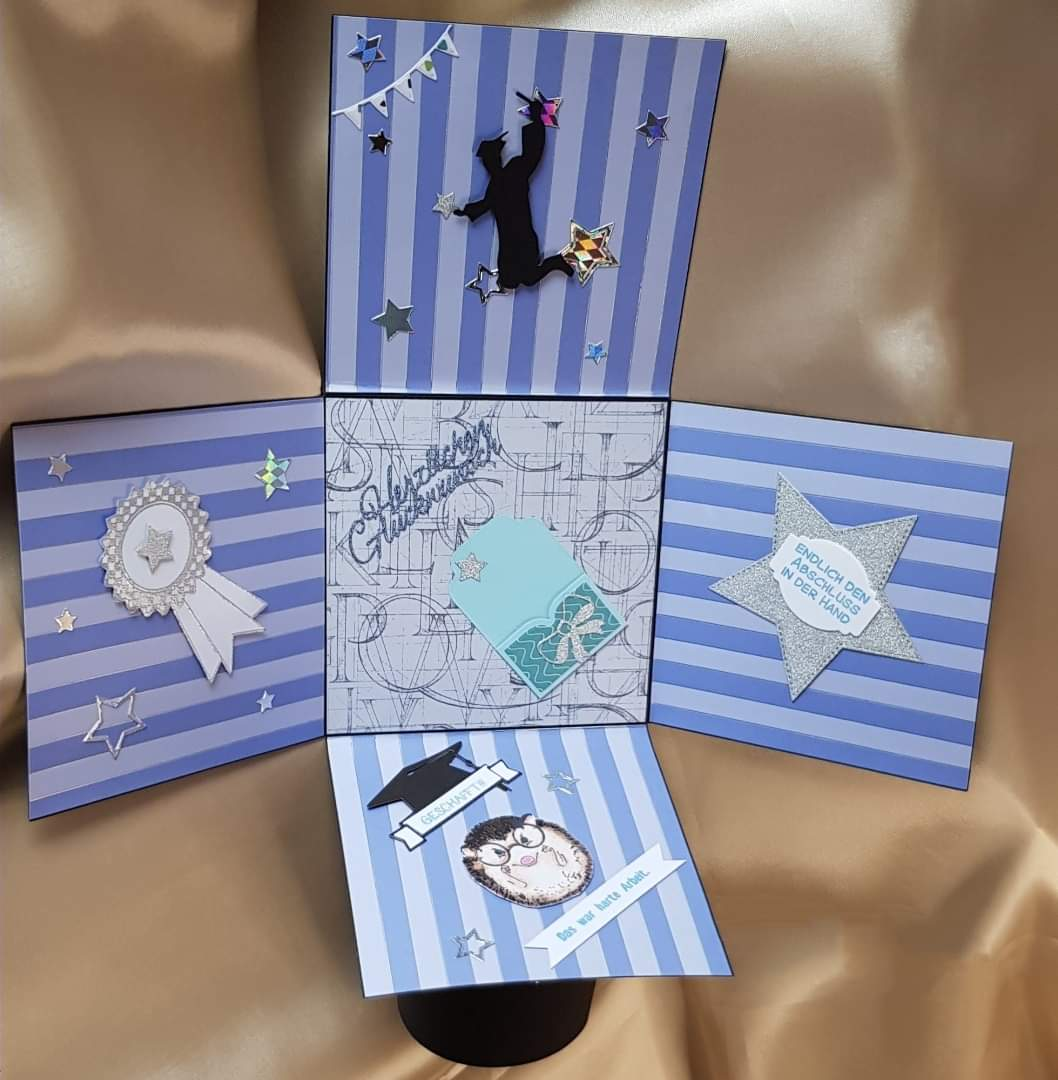 Herzlichen
Glückwunsch
ENDLICH DEN
ABSCHLUSS
IN DER HAND
GESCHAFFT!!
Das war harte Arbeit.